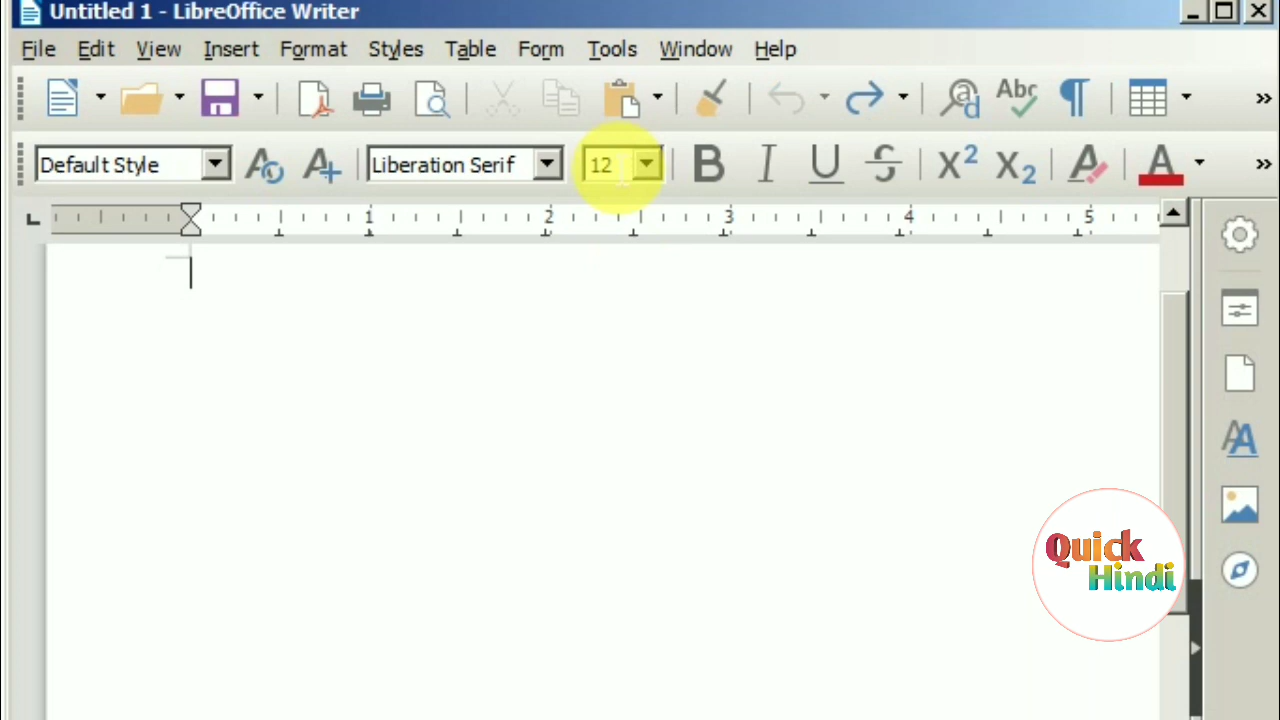 Untitled 1 - LibreOffice Writer
File Edit View Insert Format Styles Table Form Tools Window Help
Abc
Default Style Liberation Serif 12 B I U S X² X₂ A A
1 2 3 4 5
Quick
Hindi